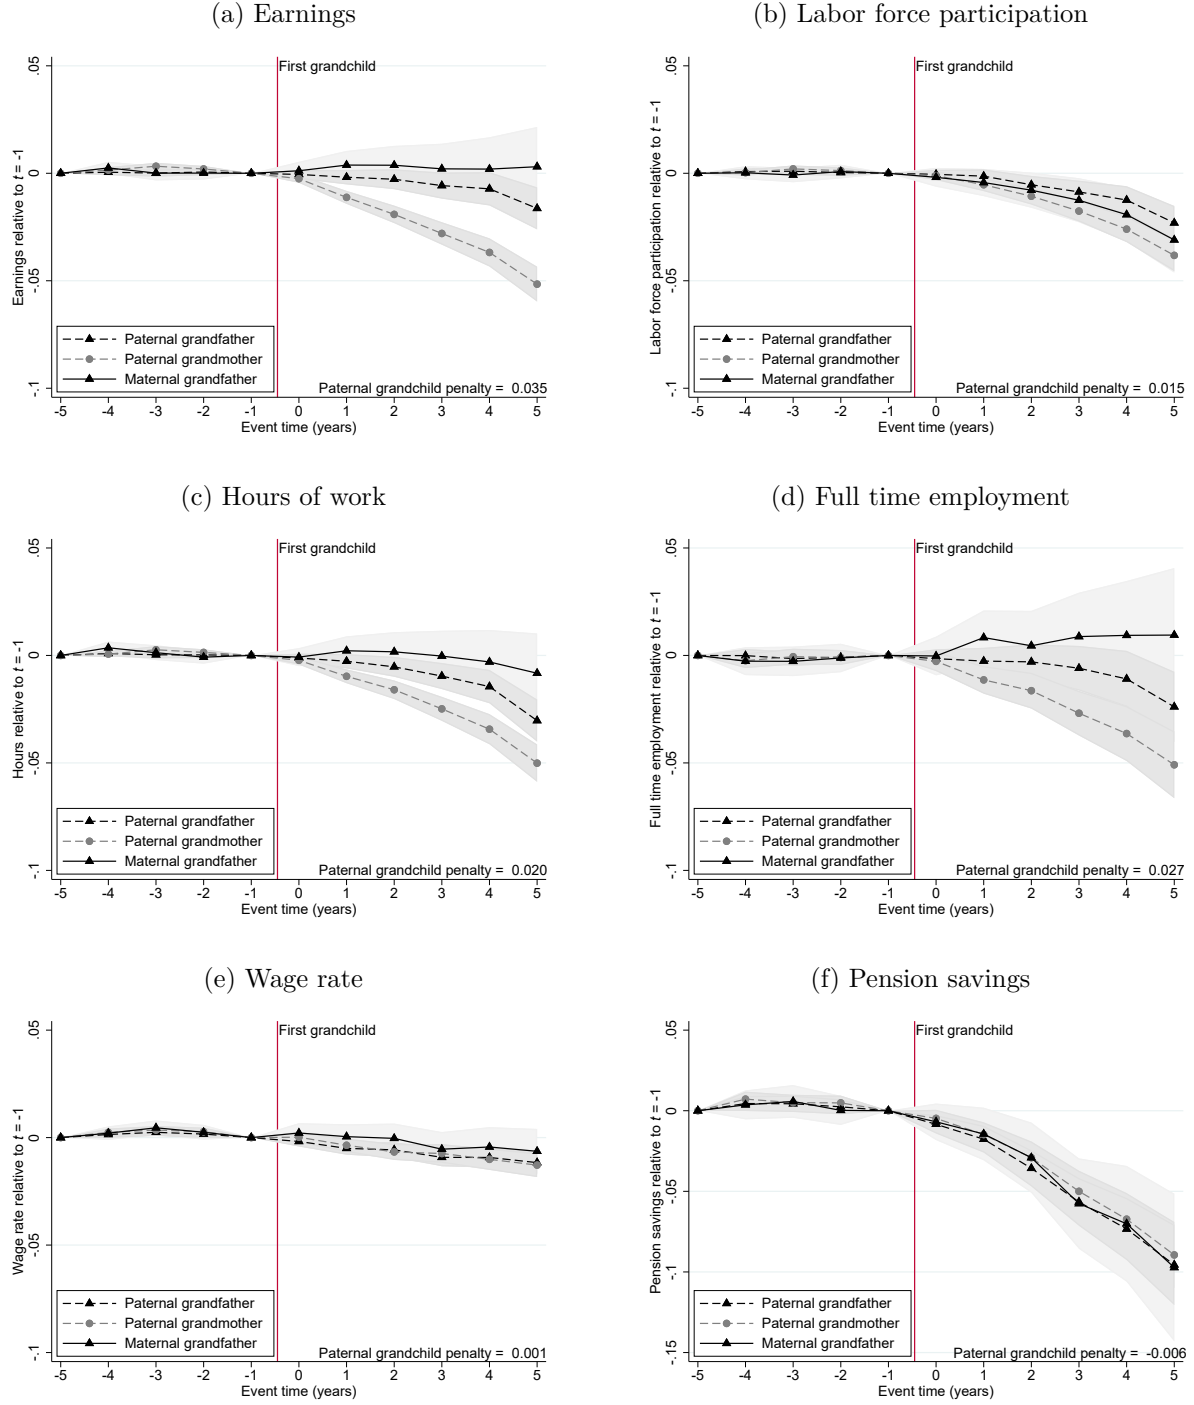 (a) Earnings
Earnings relative to t = -1
.05
0
-.05
-.1
First grandchild
Paternal grandfather
Paternal grandmother
Maternal grandfather
Paternal grandchild penalty = 0.035
-5 -4 -3 -2 -1 0 1 2 3 4 5
Event time (years)
(b) Labor force participation
Labor force participation relative to t = -1
.05
0
-.05
-.1
First grandchild
Paternal grandfather
Paternal grandmother
Maternal grandfather
Paternal grandchild penalty = 0.015
-5 -4 -3 -2 -1 0 1 2 3 4 5
Event time (years)
(c) Hours of work
Hours relative to t = -1
.05
0
-.05
-.1
First grandchild
Paternal grandfather
Paternal grandmother
Maternal grandfather
Paternal grandchild penalty = 0.020
-5 -4 -3 -2 -1 0 1 2 3 4 5
Event time (years)
(d) Full time employment
Full time employment relative to t = -1
.05
0
-.05
-.1
First grandchild
Paternal grandfather
Paternal grandmother
Maternal grandfather
Paternal grandchild penalty = 0.027
-5 -4 -3 -2 -1 0 1 2 3 4 5
Event time (years)
(e) Wage rate
Wage rate relative to t = -1
.05
0
-.05
-.1
First grandchild
Paternal grandfather
Paternal grandmother
Maternal grandfather
Paternal grandchild penalty = 0.001
-5 -4 -3 -2 -1 0 1 2 3 4 5
Event time (years)
(f) Pension savings
Pension savings relative to t = -1
.05
0
-.05
-.1
-.15
First grandchild
Paternal grandfather
Paternal grandmother
Maternal grandfather
Paternal grandchild penalty = -0.006
-5 -4 -3 -2 -1 0 1 2 3 4 5
Event time (years)